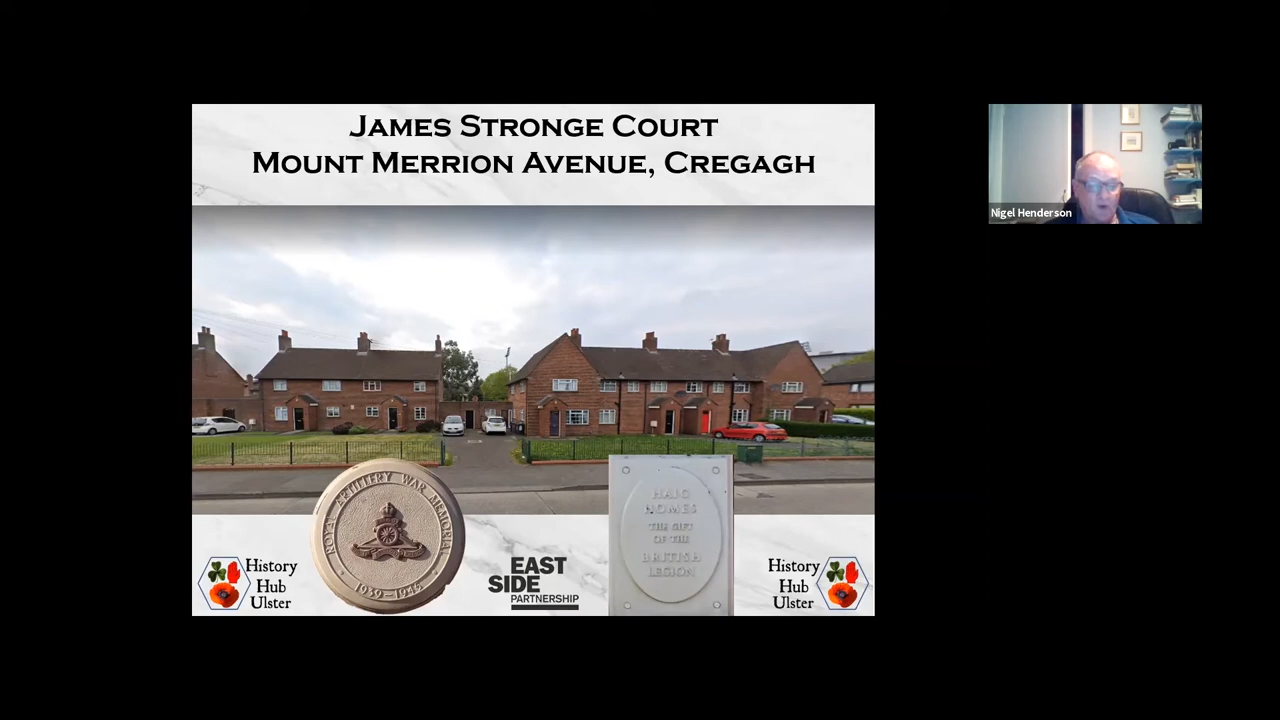 JAMES STRONGE COURT
MOUNT MERRION AVENUE, CREGAGH
Nigel Henderson
ROYAL ARTILLERY WAR MEMORIAL
1939-1945
HAIG
HOMES
THE GIFT
OF THE
BRITISH
LEGION
History
Hub
Ulster
EAST
SIDE
PARTNERSHIP
History
Hub
Ulster